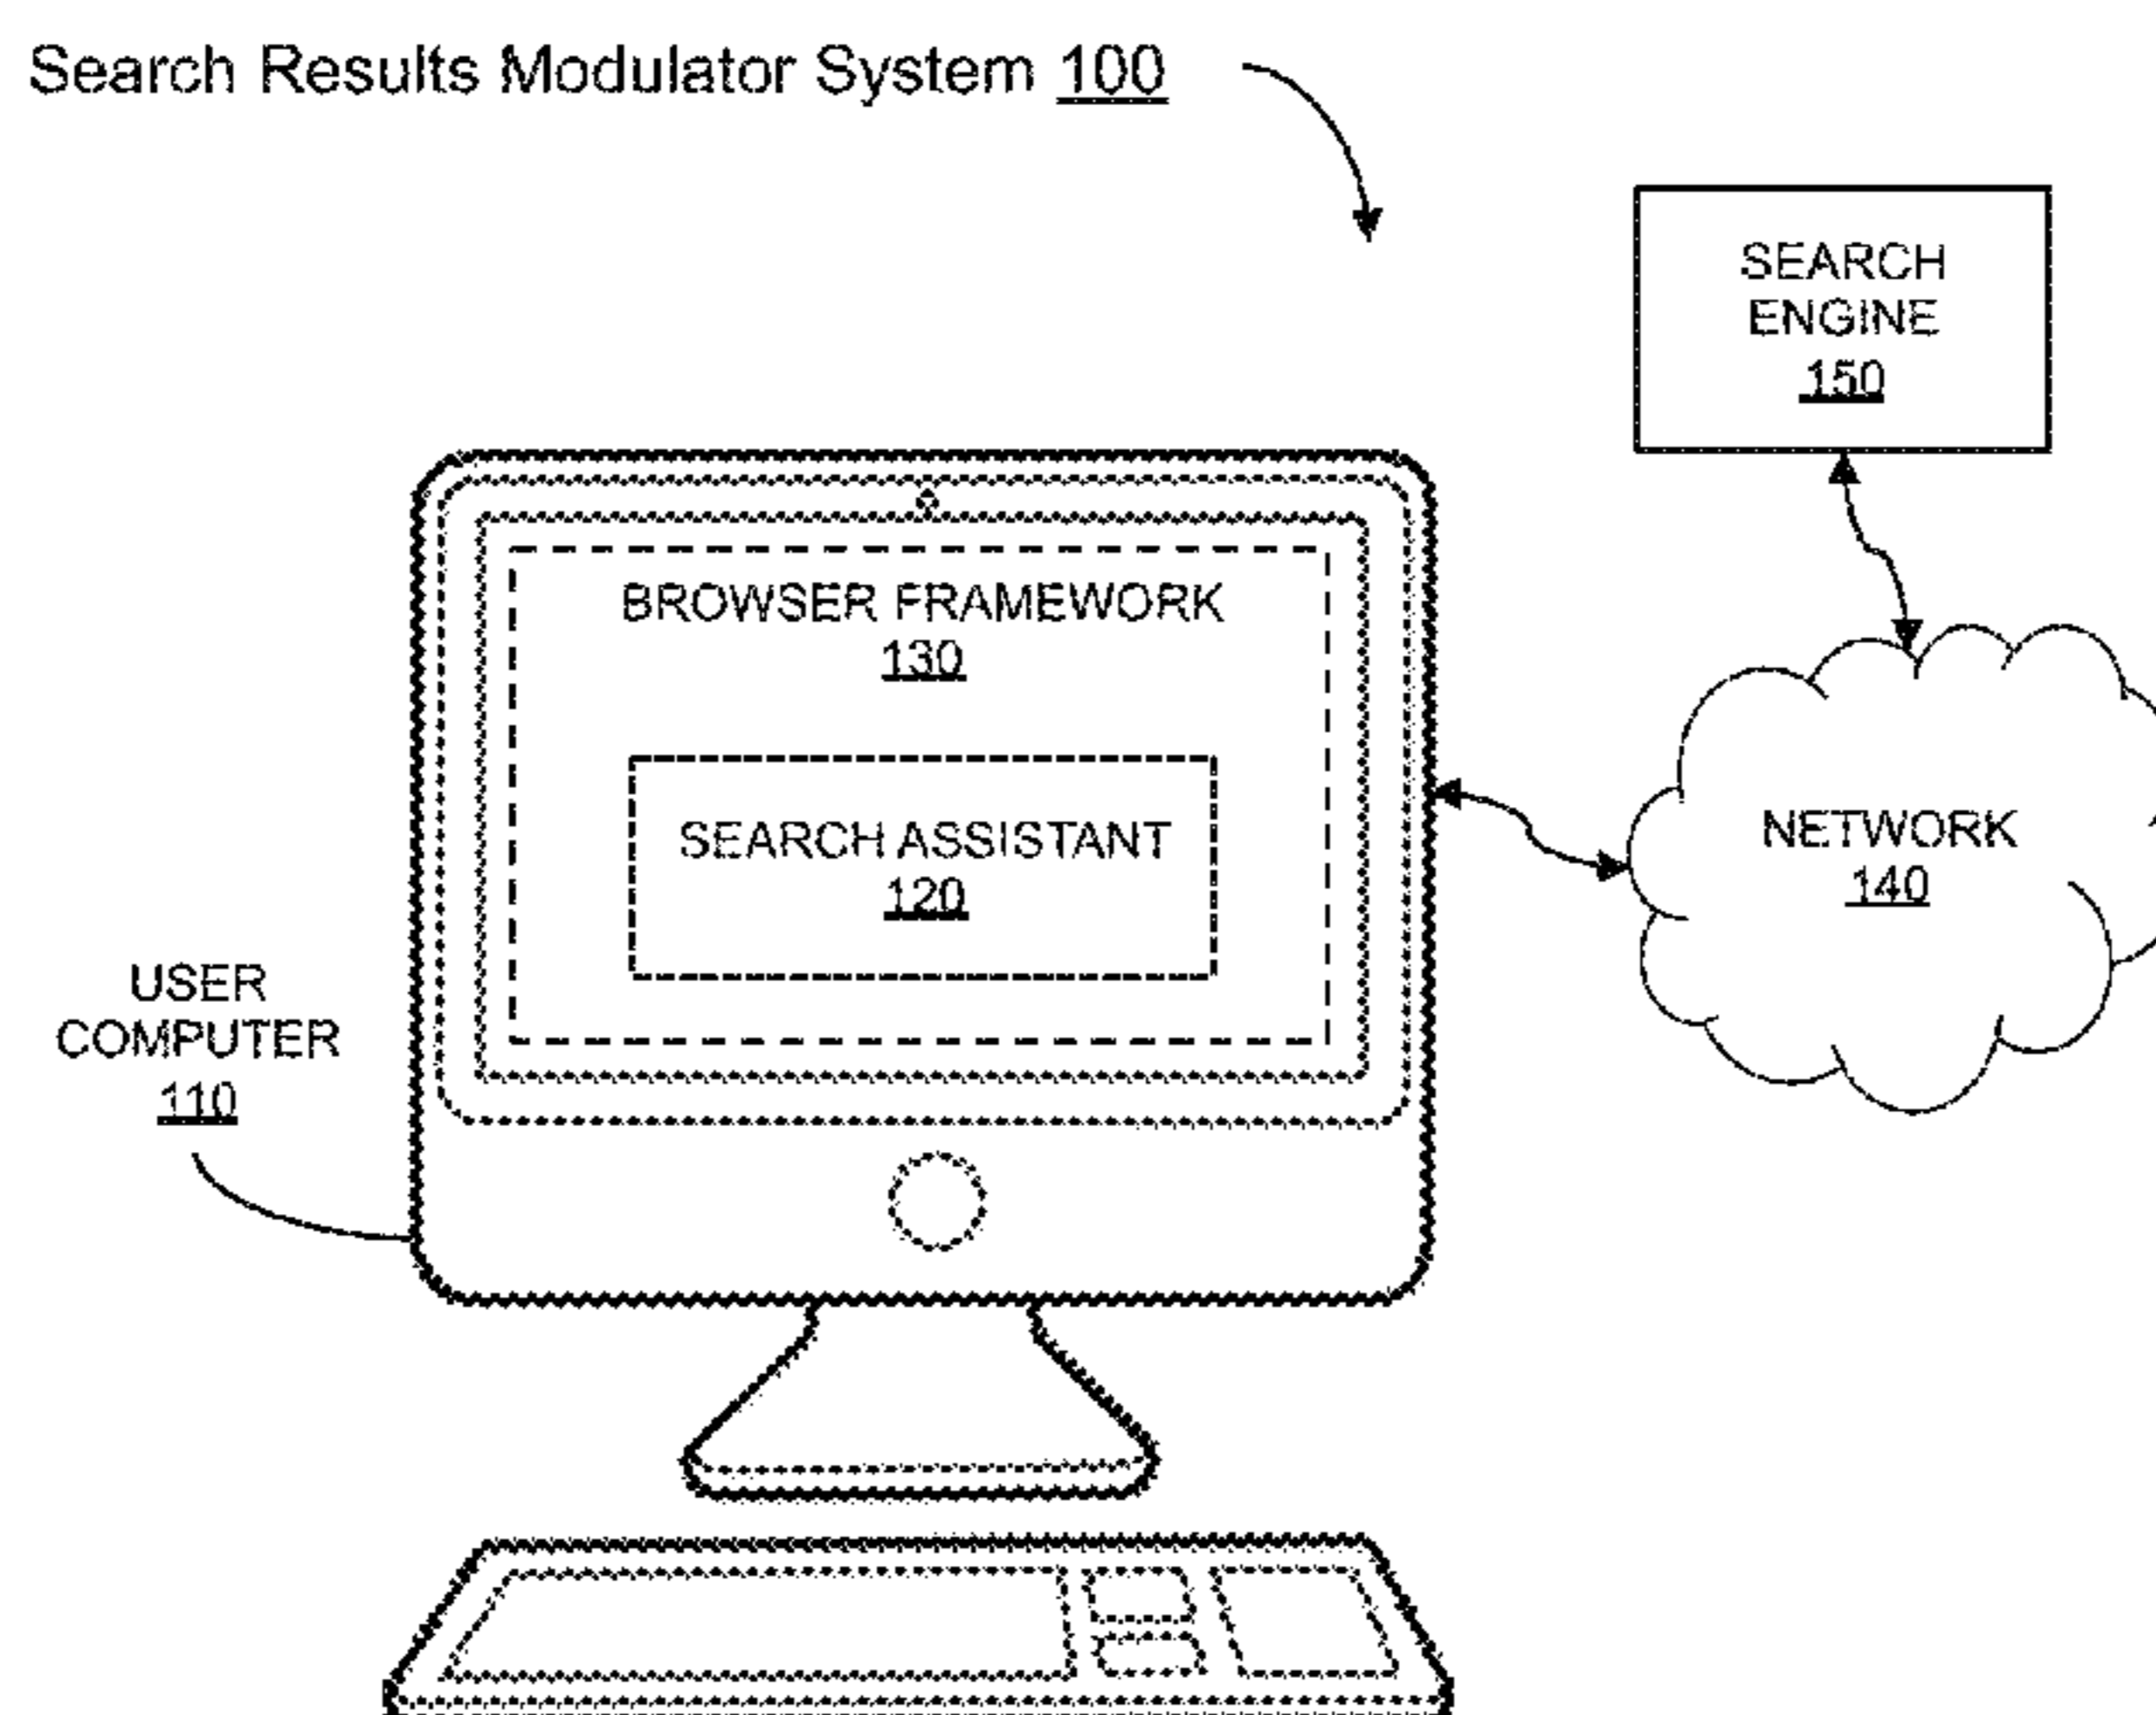 Search Results Modulator System 100
SEARCH
ENGINE
150
BROWSER FRAMEWORK
130
SEARCH ASSISTANT
120
NETWORK
140
USER
COMPUTER
110